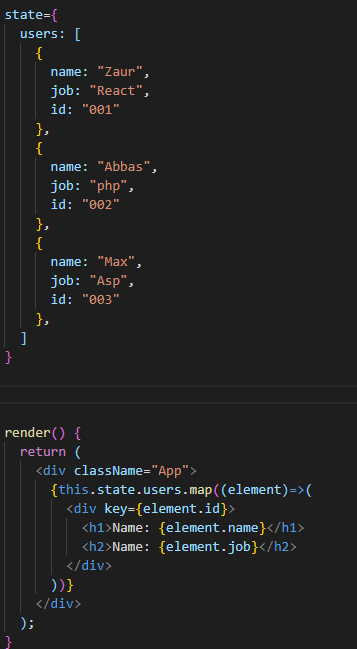 state={
  users: [
    {
      name: "Zaur",
      job: "React",
      id: "001"
    },
    {
      name: "Abbas",
      job: "php",
      id: "002"
    },
    {
      name: "Max",
      job: "Asp",
      id: "003"
    },
  ]
}
render() {
  return (
    <div className="App">
      {this.state.users.map((element)=>(
        <div key={element.id}>
          <h1>Name: {element.name}</h1>
          <h2>Name: {element.job}</h2>
        </div>
      ))}
    </div>
  );
}